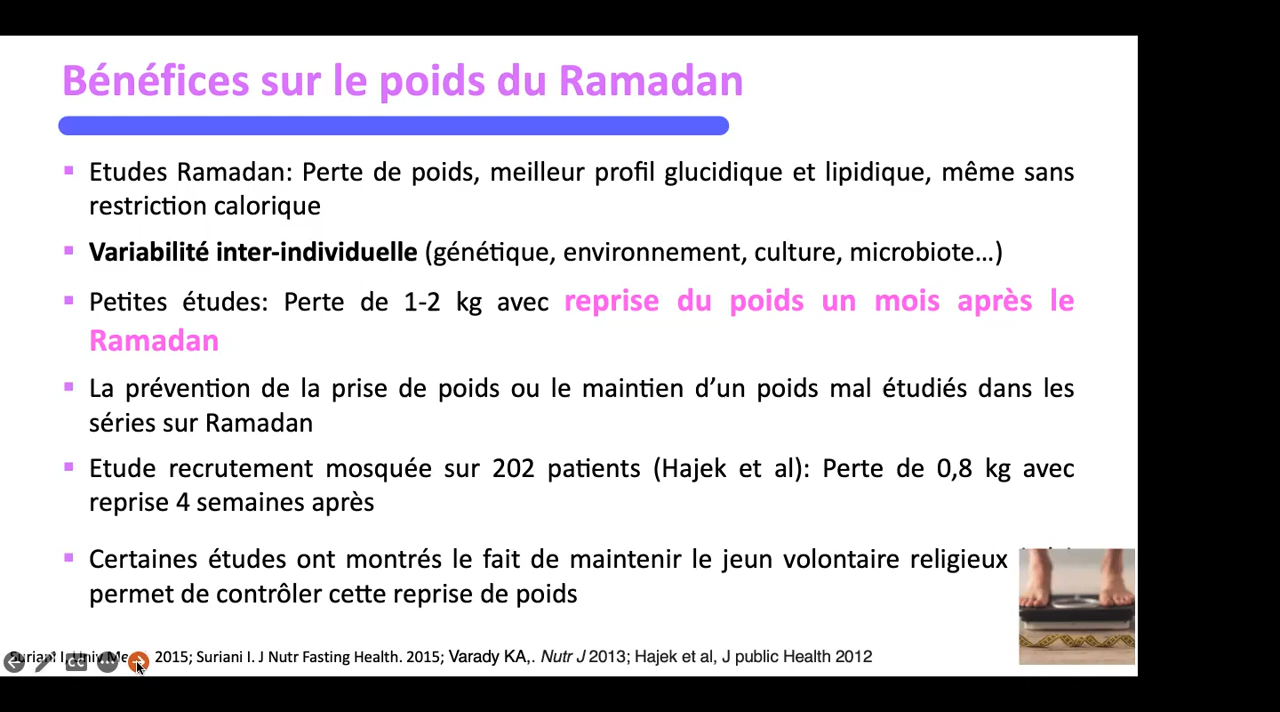 Bénéfices sur le poids du Ramadan
▪ Etudes Ramadan: Perte de poids, meilleur profil glucidique et lipidique, même sans
restriction calorique
▪ Variabilité inter-individuelle (génétique, environnement, culture, microbiote…)
▪ Petites études: Perte de 1-2 kg avec reprise du poids un mois après le
Ramadan
▪ La prévention de la prise de poids ou le maintien d’un poids mal étudiés dans les
séries sur Ramadan
▪ Etude recrutement mosquée sur 202 patients (Hajek et al): Perte de 0,8 kg avec
reprise 4 semaines après
▪ Certaines études ont montrés le fait de maintenir le jeun volontaire religieux
permet de contrôler cette reprise de poids
Suriani I, Univ 2015; Suriani I. J Nutr Fasting Health. 2015; Varady KA,. Nutr J 2013; Hajek et al, J public Health 2012